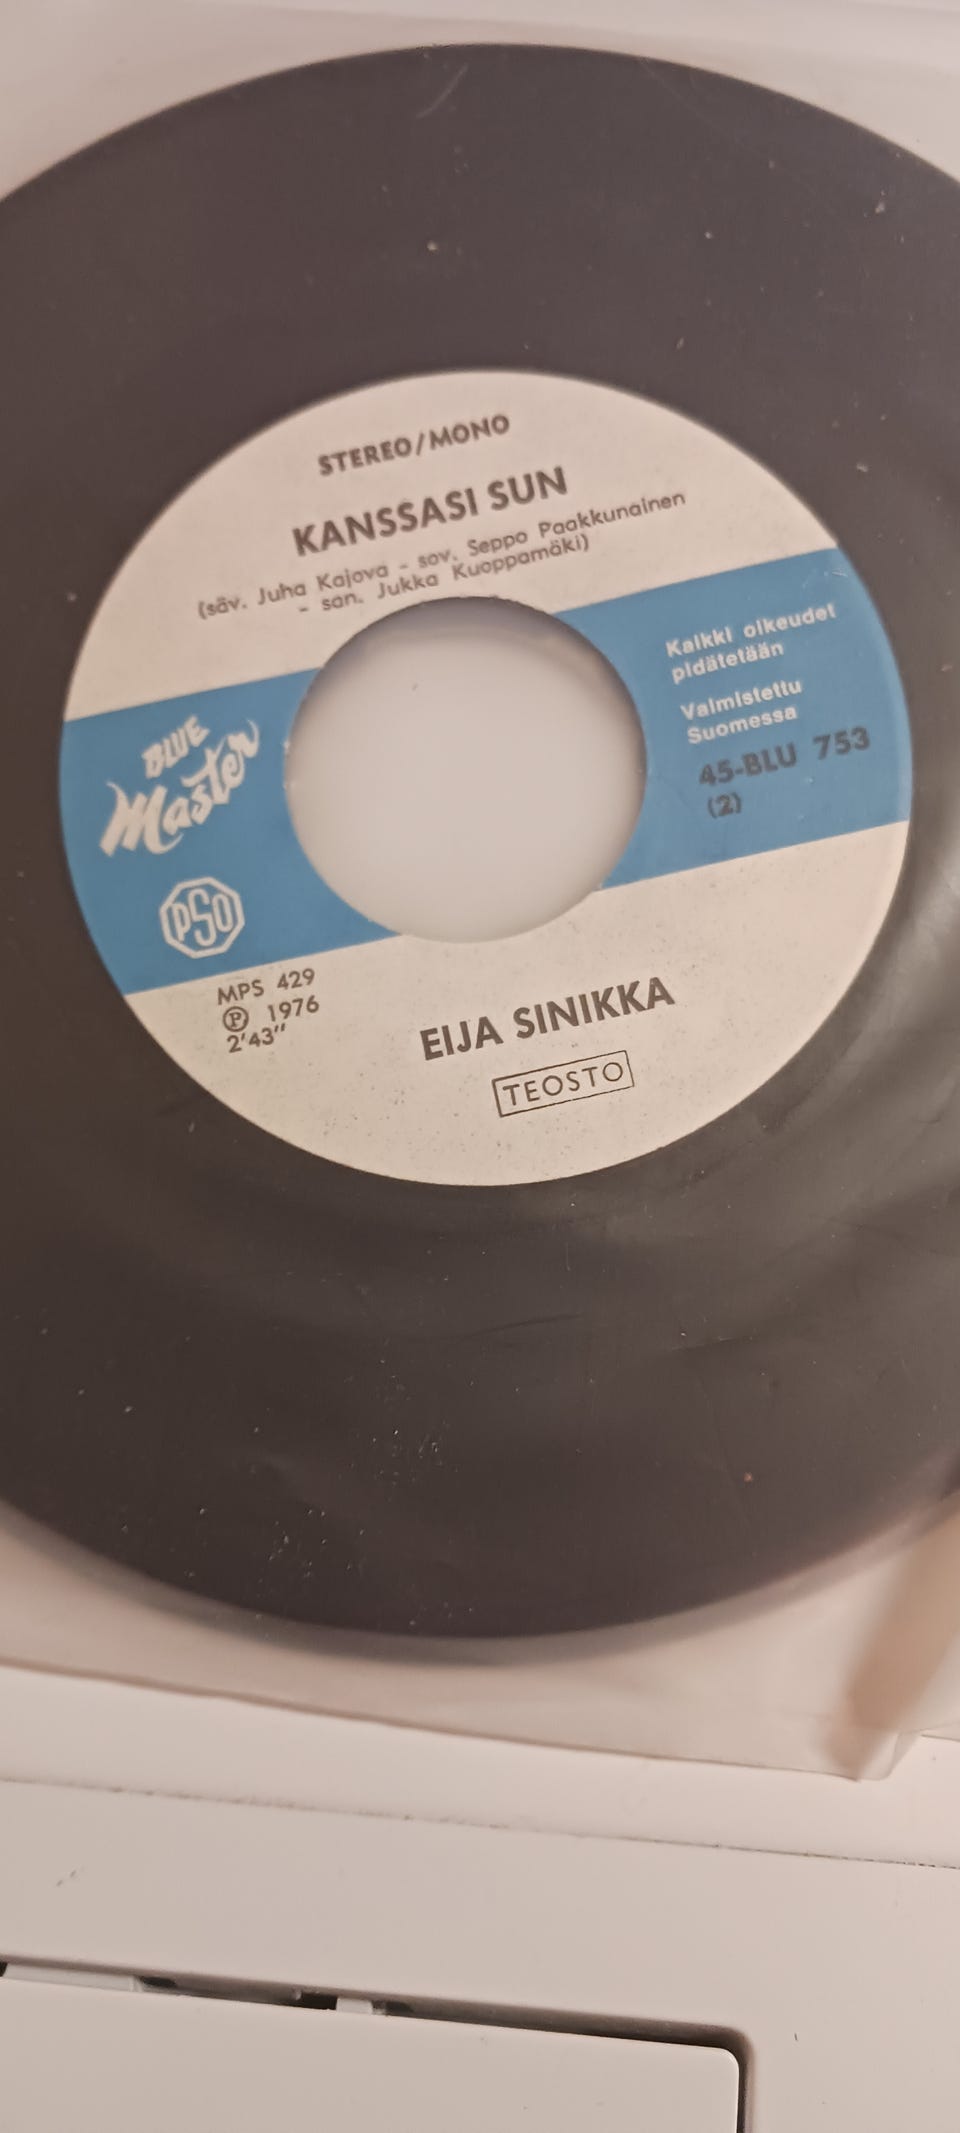 STEREO/MONO
KANSSASI SUN
(säv. Juha Kajova - sov. Seppo Paakkunainen
- san. Jukka Kuoppamäki)
BLUE
Master
PSO
Kaikki oikeudet
pidätetään
Valmistettu
Suomessa
45-BLU 753
(2)
MPS 429
Ⓟ 1976
2'43"
EIJA SINIKKA
TEOSTO